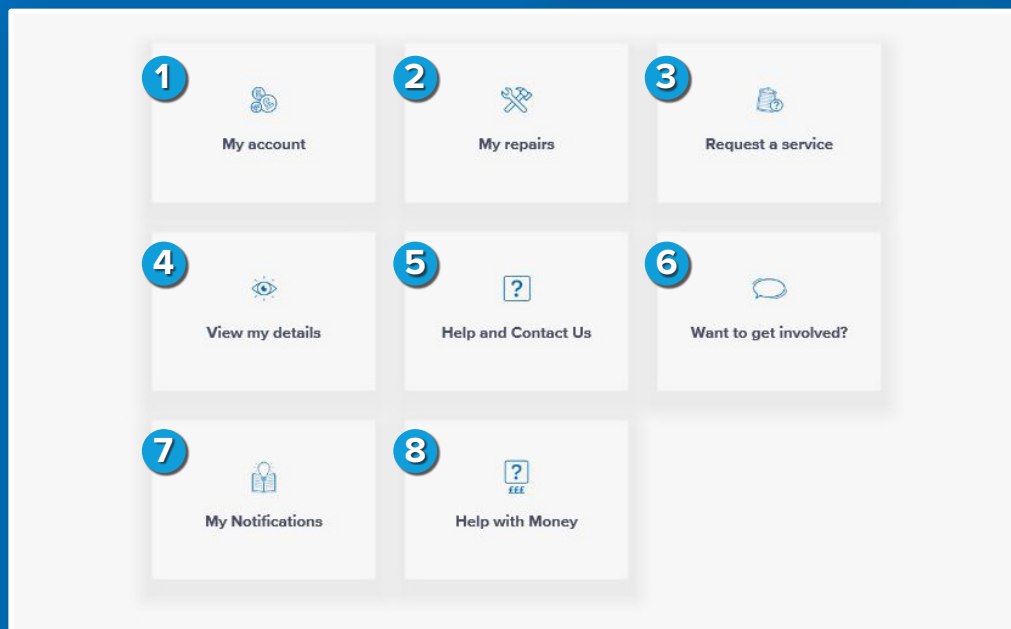 1
My account
2
My repairs
3
Request a service
4
View my details
5
?
Help and Contact Us
6
Want to get involved?
7
My Notifications
8
?
£££
Help with Money